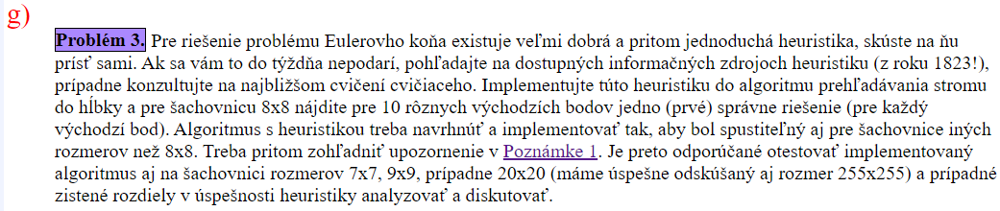 g)
Problém 3. Pre riešenie problému Eulerovho koňa existuje veľmi dobrá a pritom jednoduchá heuristika, skúste na ňu
prísť sami. Ak sa vám to do týždňa nepodarí, pohľadajte na dostupných informačných zdrojoch heuristiku (z roku 1823!),
prípadne konzultujte na najbližšom cvičení cvičiaceho. Implementujte túto heuristiku do algoritmu prehľadávania stromu
do hĺbky a pre šachovnicu 8x8 nájdite pre 10 rôznych východzích bodov jedno (prvé) správne riešenie (pre každý
východzí bod). Algoritmus s heuristikou treba navrhnúť a implementovať tak, aby bol spustiteľný aj pre šachovnice iných
rozmerov než 8x8. Treba pritom zohľadniť upozornenie v Poznámke 1. Je preto odporúčané otestovať implementovaný
algoritmus aj na šachovnici rozmerov 7x7, 9x9, prípadne 20x20 (máme úspešne odskúšaný aj rozmer 255x255) a prípadné
zistené rozdiely v úspešnosti heuristiky analyzovať a diskutovať.